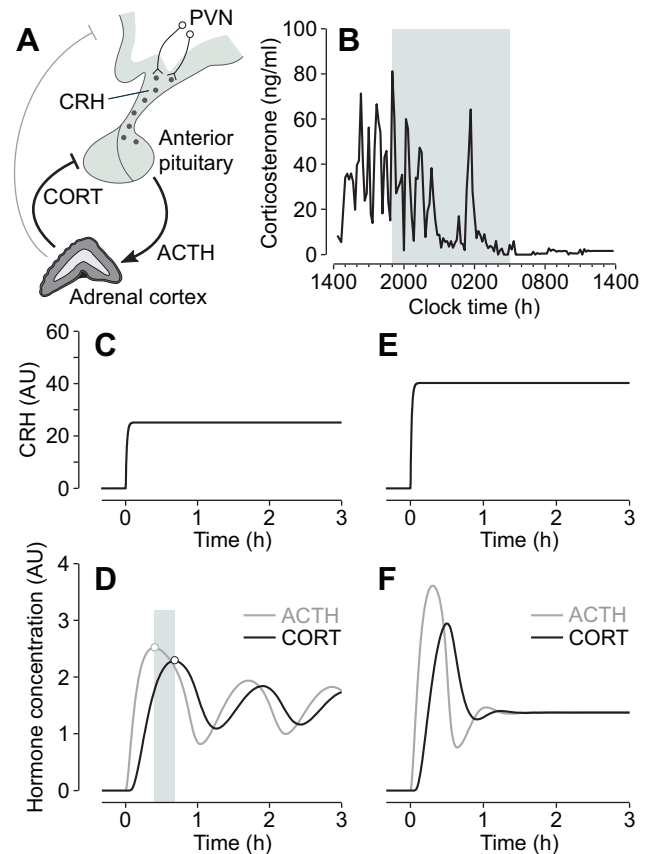 A
PVN
CRH
Anterior
pituitary
CORT
ACTH
Adrenal cortex
B
Corticosterone (ng/ml)
100
80
60
40
20
0
1400 2000 0200 0800 1400
Clock time (h)
C
CRH (AU)
60
40
20
0
0 1 2 3
Time (h)
E
0 1 2 3
Time (h)
D
Hormone concentration (AU)
4
3
2
1
0
ACTH
CORT
0 1 2 3
Time (h)
F
ACTH
CORT
0 1 2 3
Time (h)